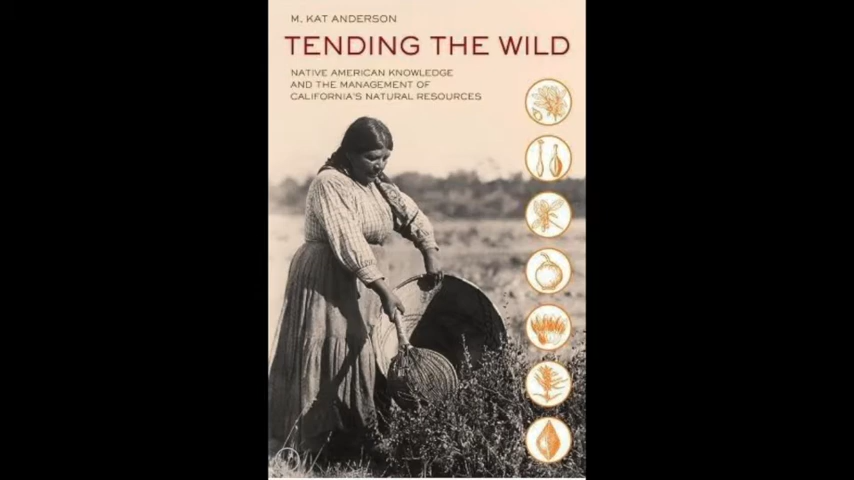 M. KAT ANDERSON
TENDING THE WILD
NATIVE AMERICAN KNOWLEDGE
AND THE MANAGEMENT OF
CALIFORNIA'S NATURAL RESOURCES